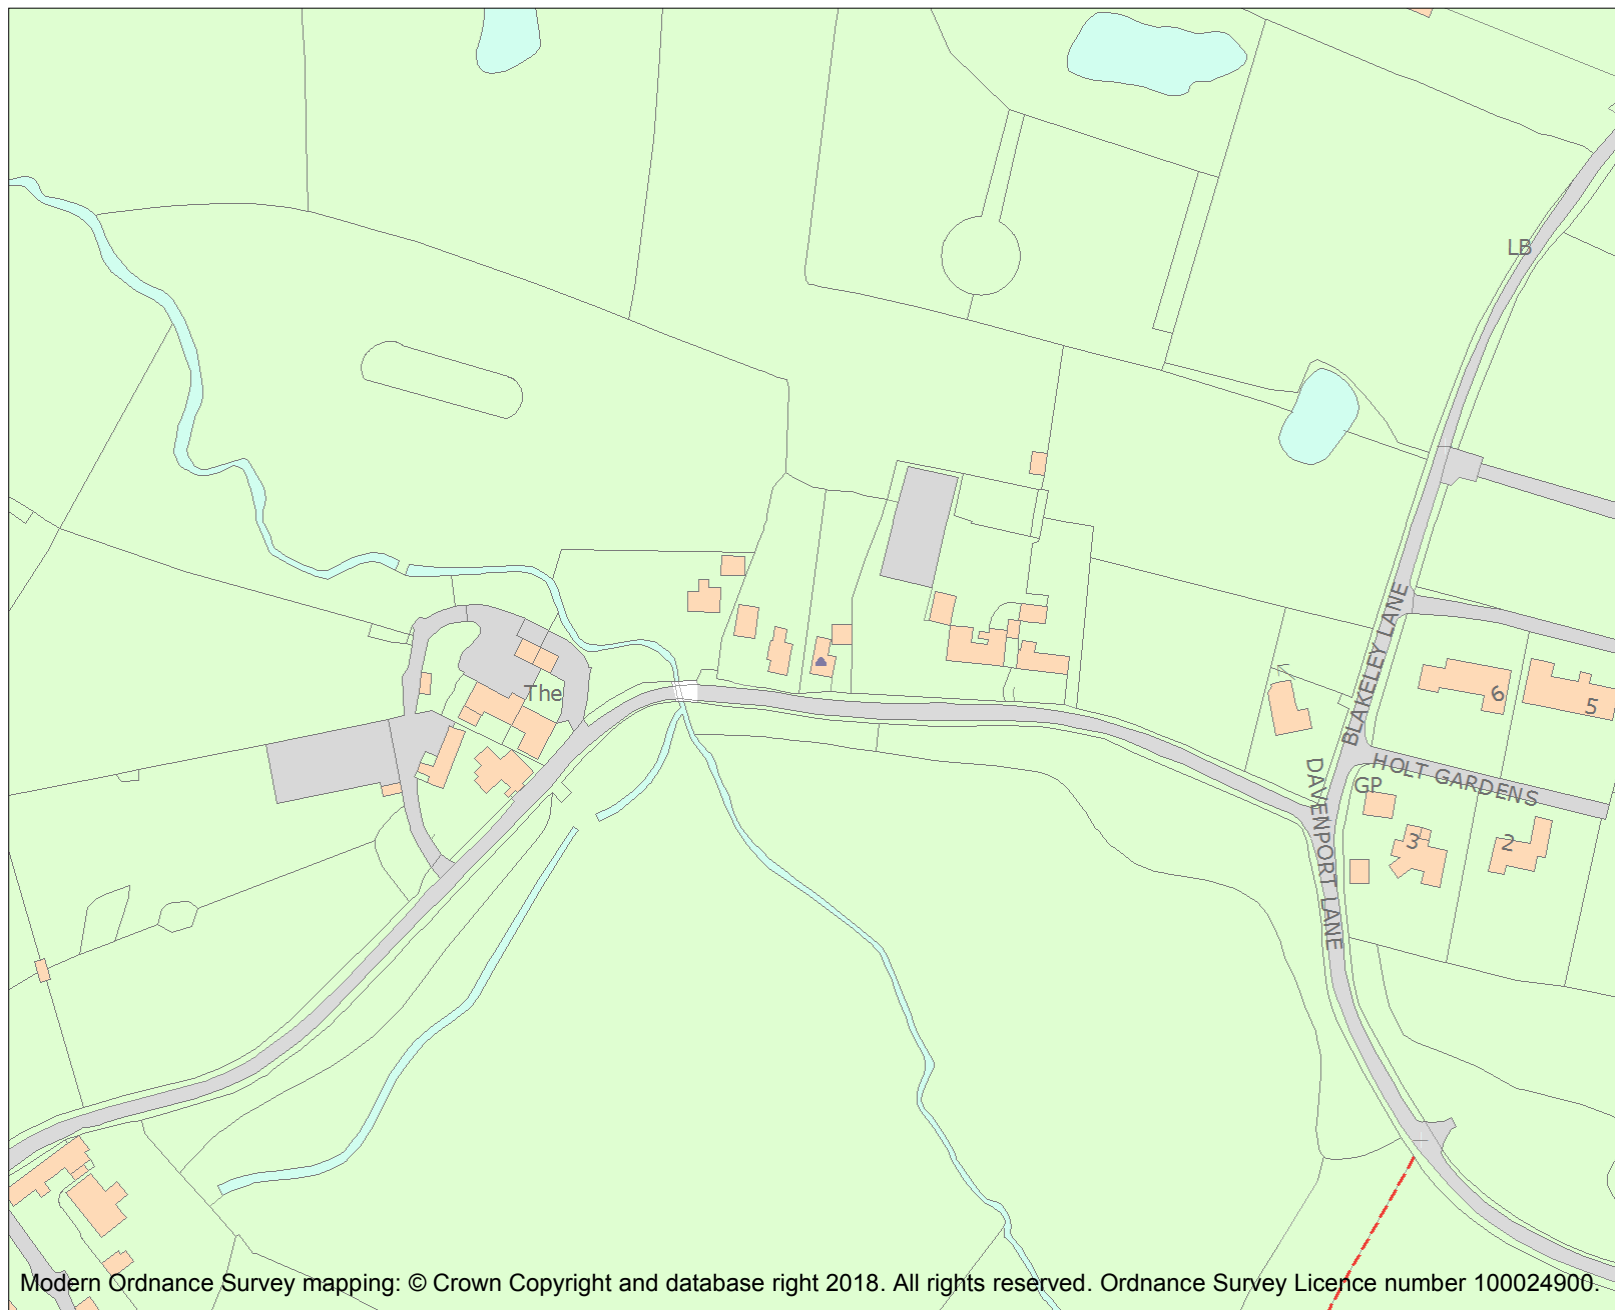 LB
BLAKELEY LANE
6
5
The
HOLT GARDENS
GP
DAVENPORT LANE
3
2
Modern Ordnance Survey mapping: © Crown Copyright and database right 2018. All rights reserved. Ordnance Survey Licence number 100024900.